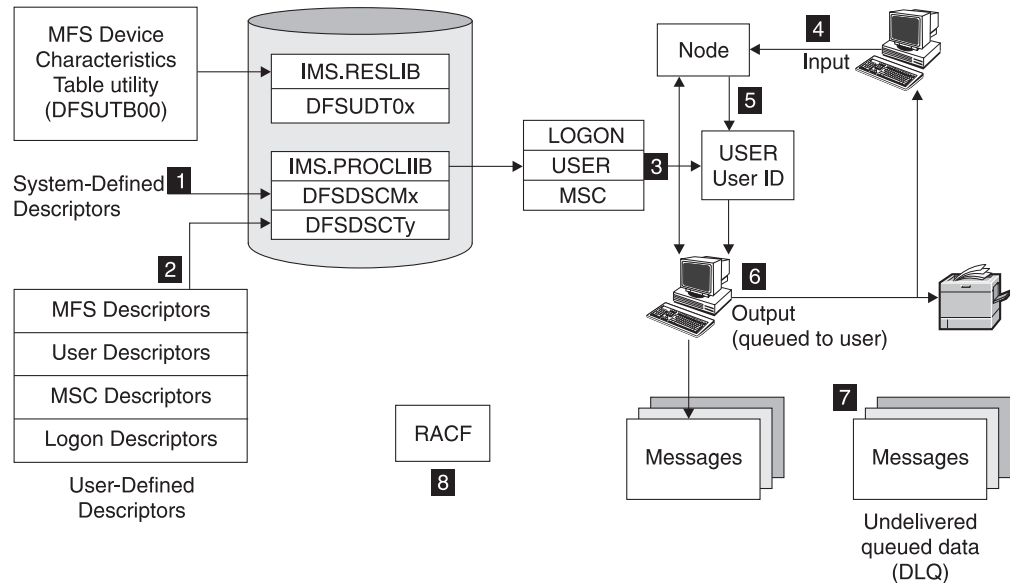 MFS Device
Characteristics
Table utility
(DFSUTB00)
IMS.RESLIB
DFSUDT0x
IMS.PROCLIIB
DFSDSCMx
DFSDSCTy
System-Defined
Descriptors
1
2
MFS Descriptors
User Descriptors
MSC Descriptors
Logon Descriptors
User-Defined
Descriptors
LOGON
USER
MSC
3
Node
4
Input
5
USER
User ID
6
Output
(queued to user)
RACF
8
Messages
7
Messages
Undelivered
queued data
(DLQ)